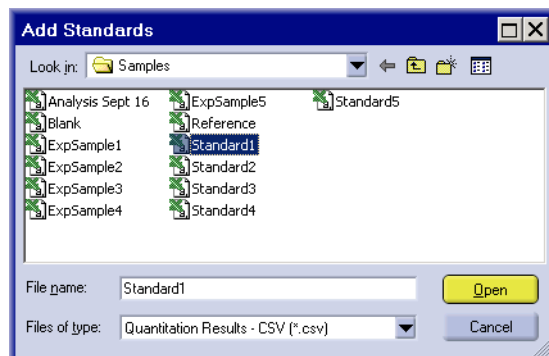 Add Standards
Look in: Samples
Analysis Sept 16 ExpSample5 Standard5
Blank Reference
ExpSample1 Standard1
ExpSample2 Standard2
ExpSample3 Standard3
ExpSample4 Standard4
File name: Standard1 Open
Files of type: Quantitation Results - CSV (*.csv) Cancel